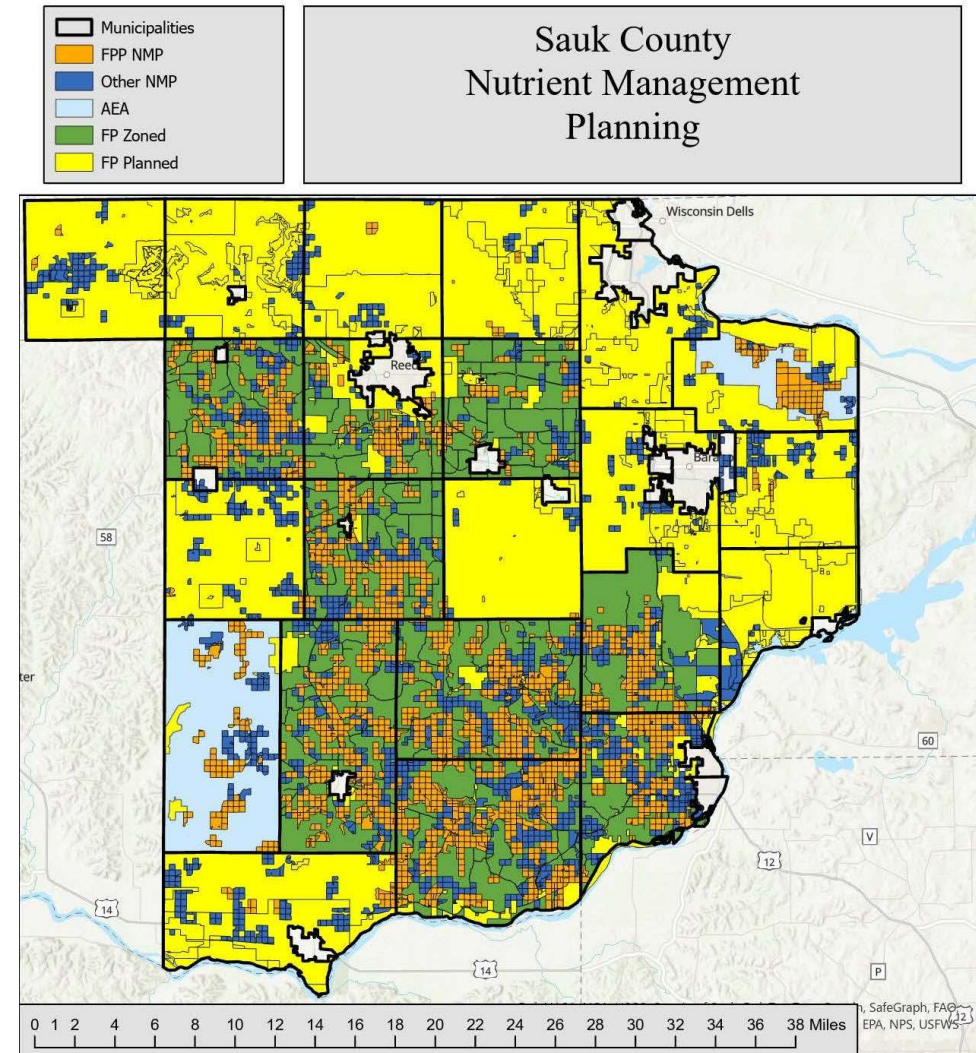 Municipalities
FPP NMP
Other NMP
AEA
FP Zoned
FP Planned
Sauk County
Nutrient Management
Planning
Wisconsin Dells
Reed
Bara
58
60
V
12
14
14
P
12
SafeGraph, FAO
EPA, NPS, USFWS
0 1 2 4 6 8 10 12 14 16 18 20 22 24 26 28 30 32 34 36 38 Miles